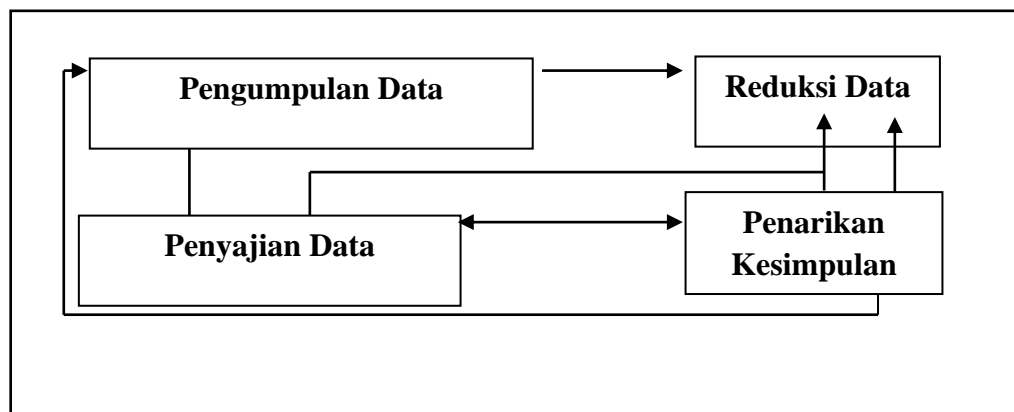 Pengumpulan Data
Reduksi Data
Penyajian Data
Penarikan
Kesimpulan